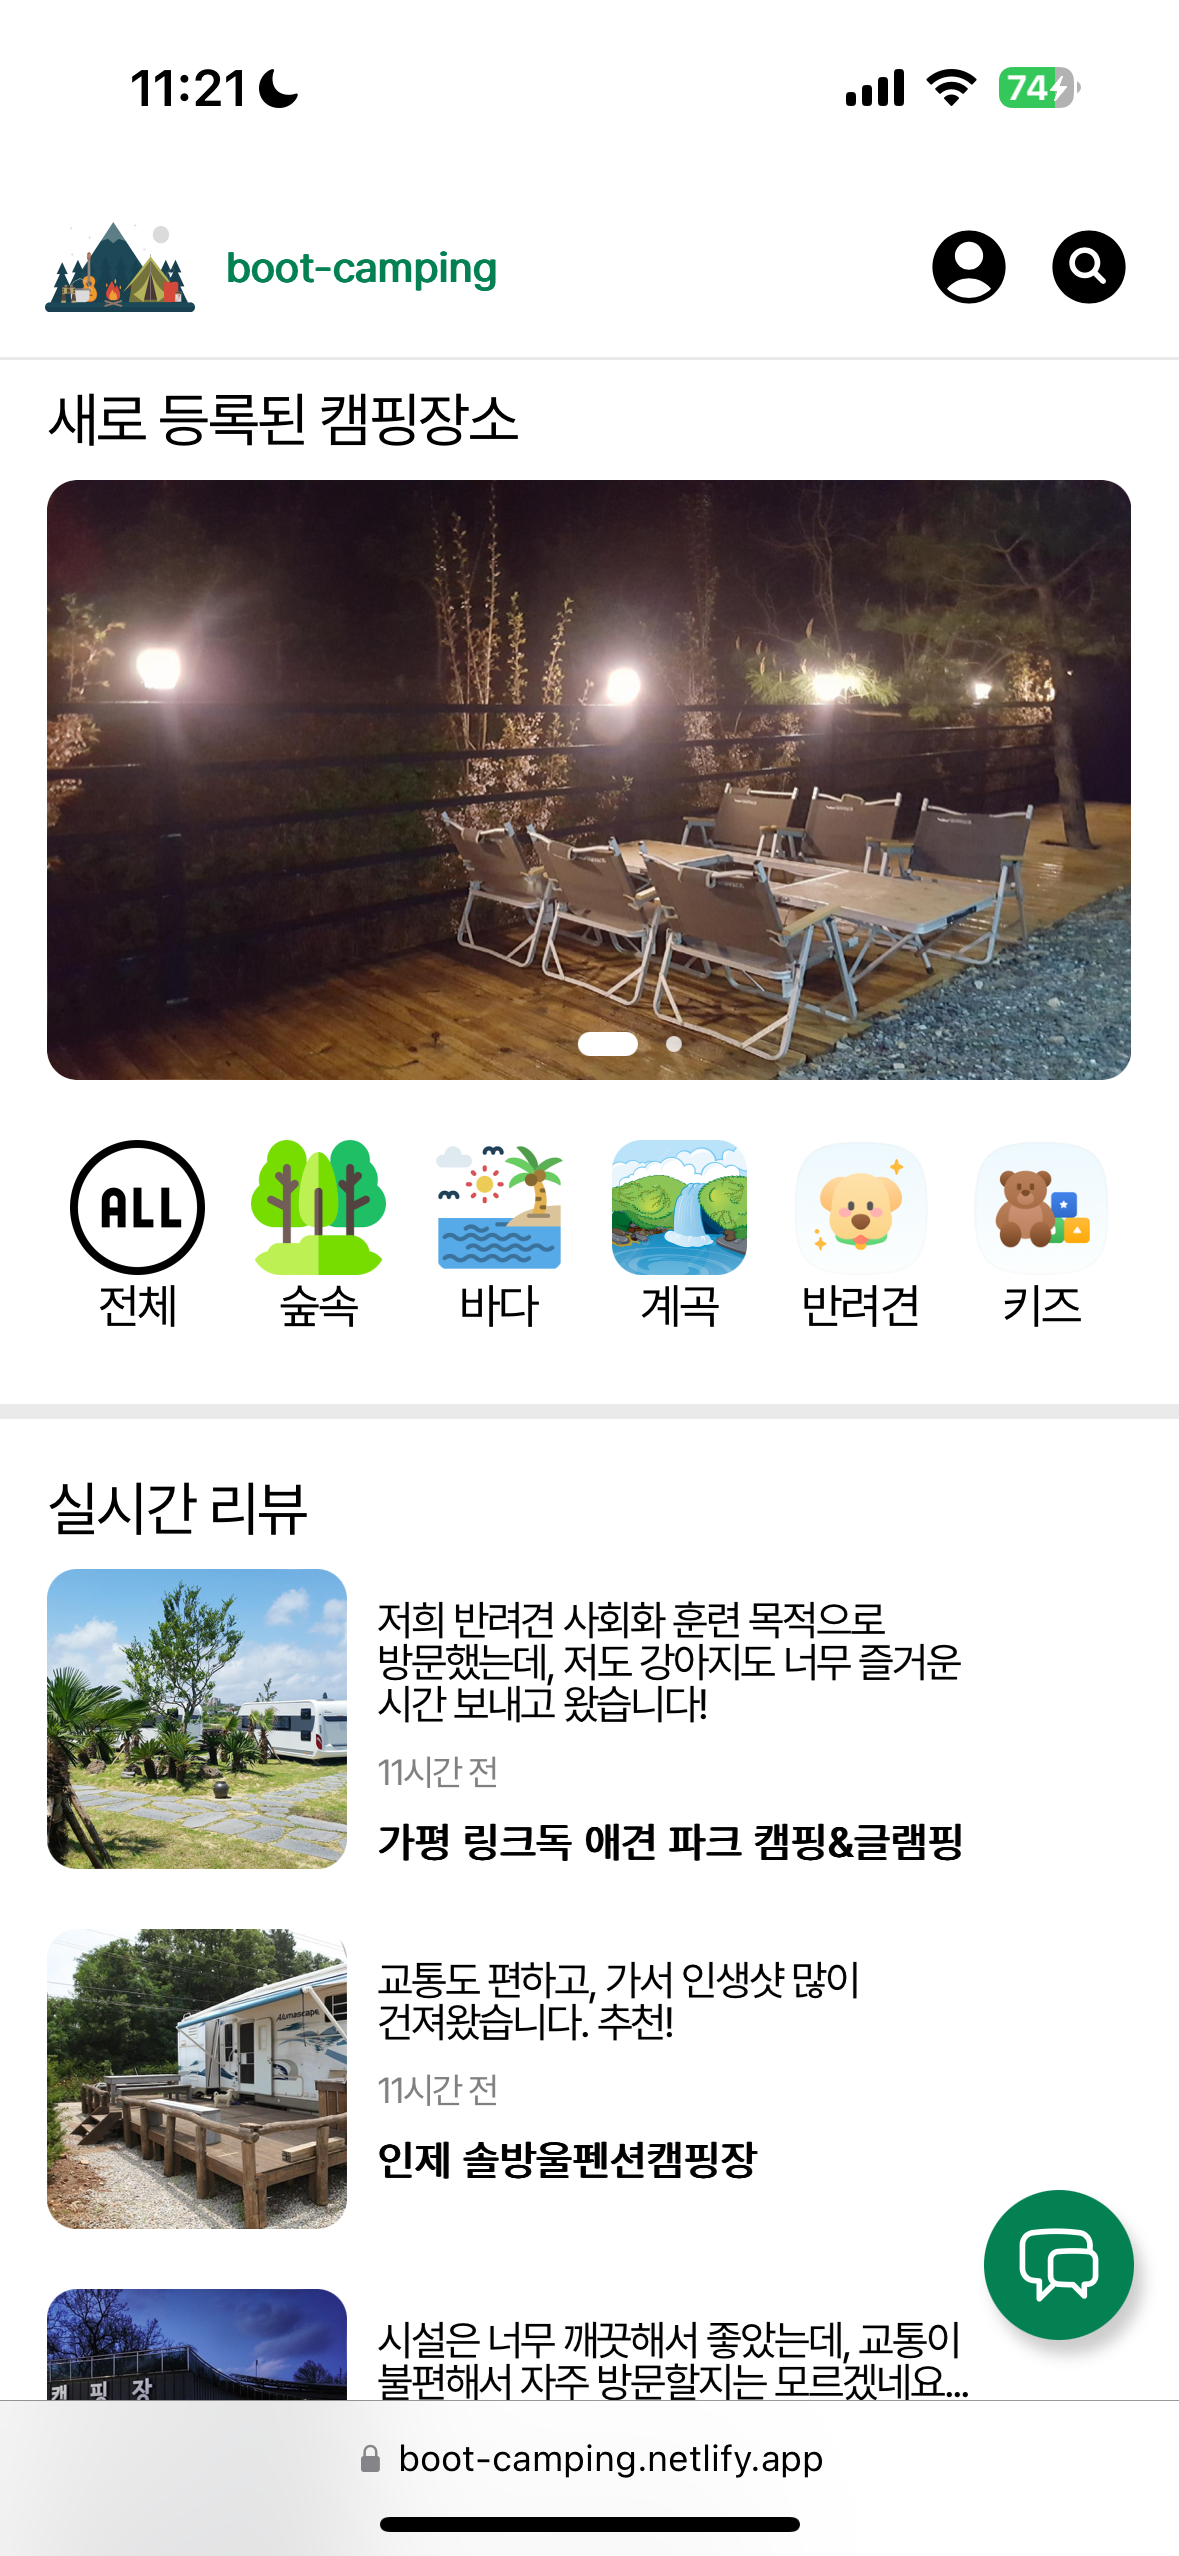 11:21
74
boot-camping
새로 등록된 캠핑장소
ALL
전체
숲속
바다
계곡
반려견
키즈
실시간 리뷰
저희 반려견 사회화 훈련 목적으로
방문했는데, 저도 강아지도 너무 즐거운
시간 보내고 왔습니다!
11시간 전
가평 링크독 애견 파크 캠핑&글램핑
Alumascape
교통도 편하고, 가서 인생샷 많이
건져왔습니다. 추천!
11시간 전
인제 솔방울펜션캠핑장
캠핑장
시설은 너무 깨끗해서 좋았는데, 교통이
불편해서 자주 방문할지는 모르겠네요...
boot-camping.netlify.app